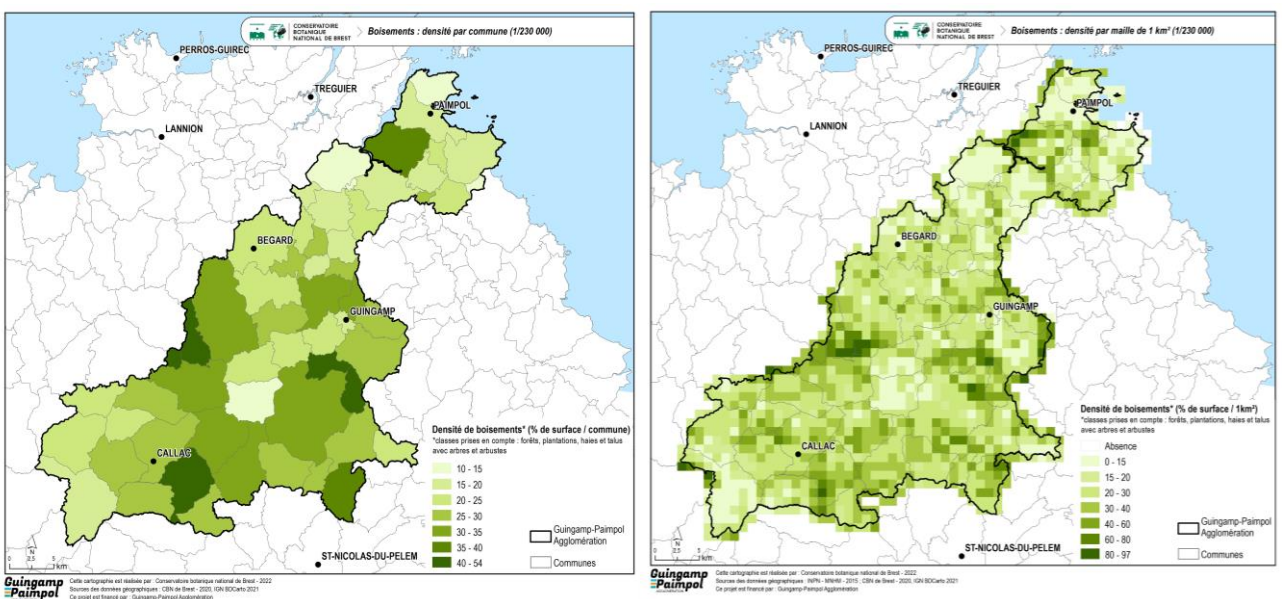 CONSERVATOIRE
BOTANIQUE
NATIONAL DE BREST
Boisements : densité par commune (1/230 000)
PERROS-GUIREC
TREGUIER
PAIMPOL
LANNION
BEGARD
GUINGAMP
CALLAC
ST-NICOLAS-DU-PELEM
Densité de boisements* (% de surface / commune)
*classes prises en compte : forêts, plantations, haies et talus
avec arbres et arbustes
10 - 15
15 - 20
20 - 25
25 - 30
30 - 35
35 - 40
40 - 54
Guingamp-Paimpol
Agglomération
Communes
N
0 2,5 5
km
Guingamp
Paimpol
Cette cartographie est réalisée par : Conservatoire botanique national de Brest - 2022
Sources des données géographiques : CBN de Brest - 2020, IGN BDCarto 2021
Ce projet est financé par : Guingamp-Paimpol Agglomération
CONSERVATOIRE
BOTANIQUE
NATIONAL DE BREST
Boisements : densité par maille de 1 km² (1/230 000)
PERROS-GUIREC
TREGUIER
PAIMPOL
LANNION
BEGARD
GUINGAMP
CALLAC
ST-NICOLAS-DU-PELEM
Densité de boisements* (% de surface / 1km²)
*classes prises en compte : forêts, plantations, haies et talus
avec arbres et arbustes
Absence
0 - 15
15 - 20
20 - 30
30 - 40
40 - 60
60 - 80
80 - 97
Guingamp-Paimpol
Agglomération
Communes
N
0 2,5 5
km
Guingamp
Paimpol
Cette cartographie est réalisée par : Conservatoire botanique national de Brest - 2022
Sources des données géographiques : INPN - MNHN - 2015 ; CBN de Brest - 2020, IGN BDCarto 2021
Ce projet est financé par : Guingamp-Paimpol Agglomération